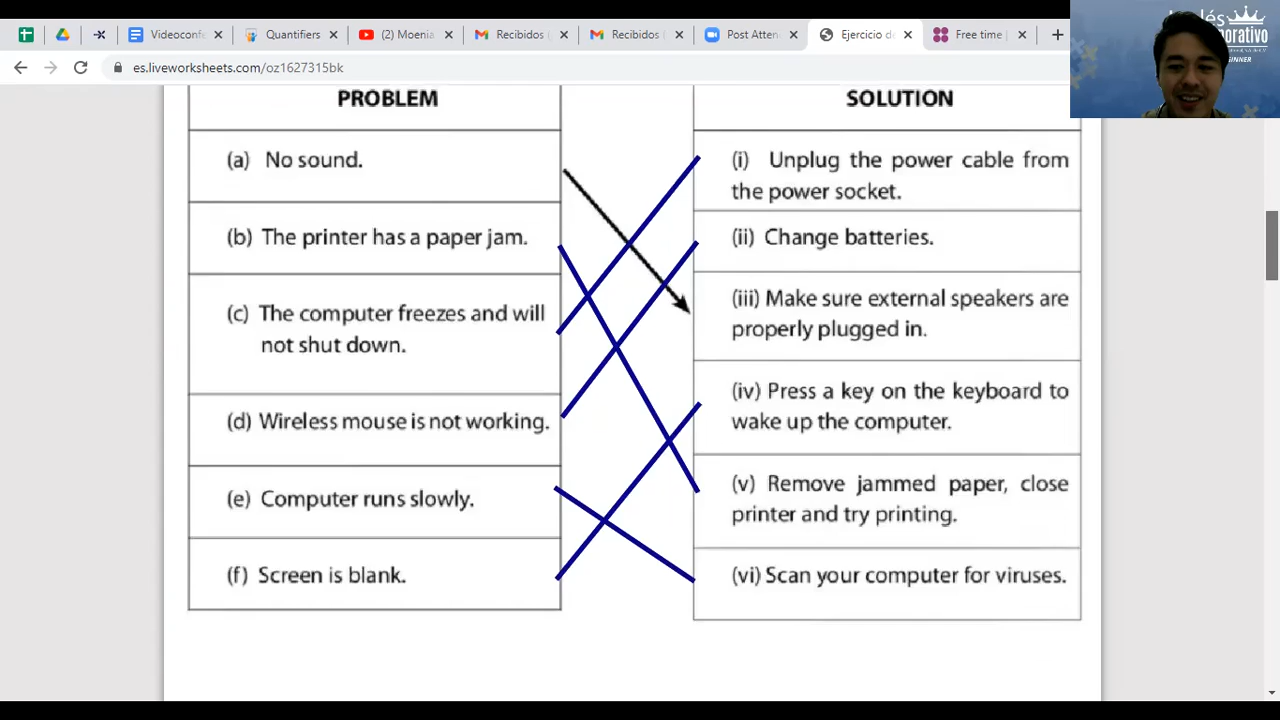 Videoconf
Quantifiers
(2) Moenia
Recibidos (
Recibidos (
Post Atten
Ejercicio de
Free time (
es.liveworksheets.com/oz1627315bk
PROBLEM
(a) No sound.
(b) The printer has a paper jam.
(c) The computer freezes and will
not shut down.
(d) Wireless mouse is not working.
(e) Computer runs slowly.
(f) Screen is blank.
SOLUTION
(i) Unplug the power cable from
the power socket.
(ii) Change batteries.
(iii) Make sure external speakers are
properly plugged in.
(iv) Press a key on the keyboard to
wake up the computer.
(v) Remove jammed paper, close
printer and try printing.
(vi) Scan your computer for viruses.